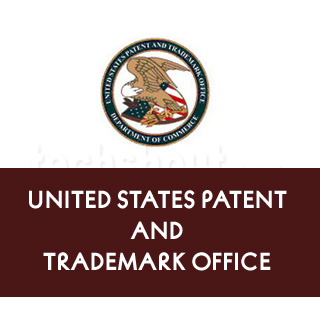 UNITED STATES PATENT AND TRADEMARK OFFICE
DEPARTMENT OF COMMERCE
UNITED STATES PATENT
AND
TRADEMARK OFFICE